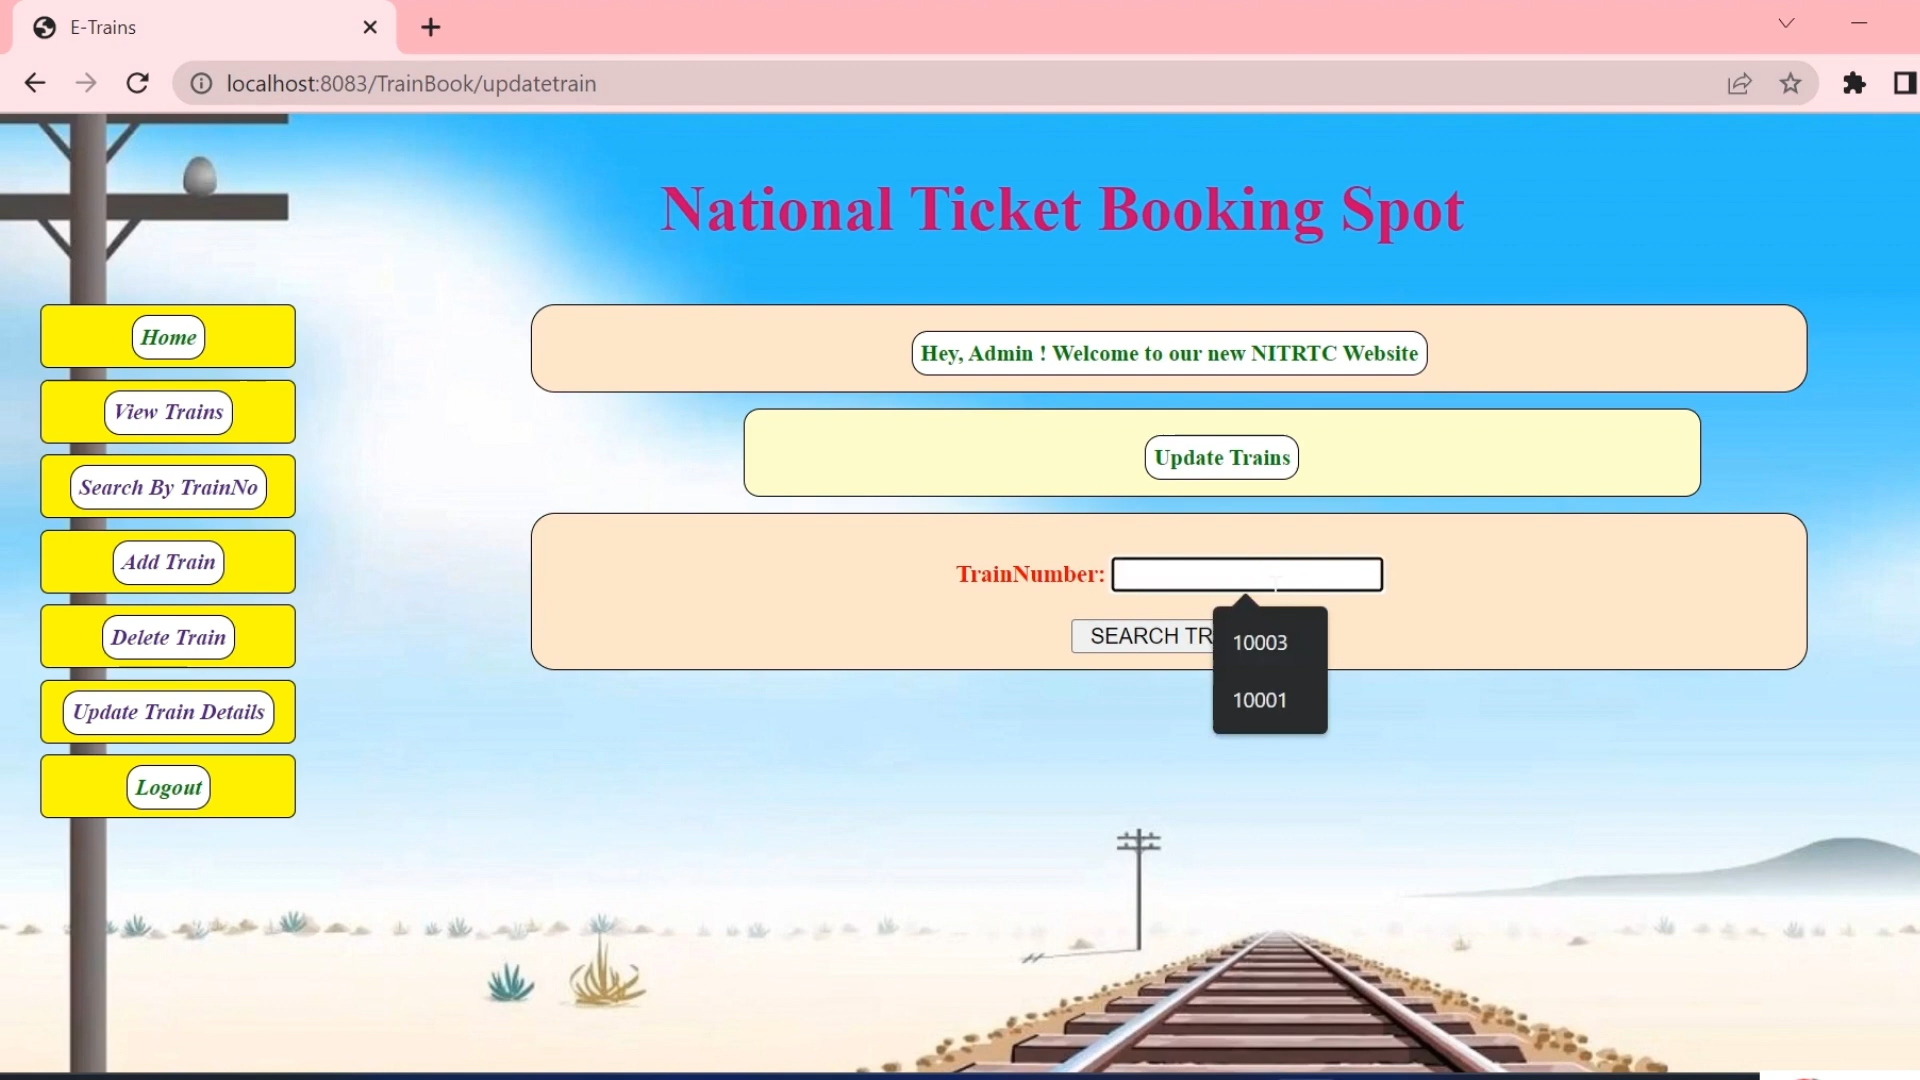 E-Trains
localhost:8083/TrainBook/updatetrain
National Ticket Booking Spot
Home
View Trains
Search By TrainNo
Add Train
Delete Train
Update Train Details
Logout
Hey, Admin ! Welcome to our new NITRTC Website
Update Trains
TrainNumber:
SEARCH TR
10003
10001